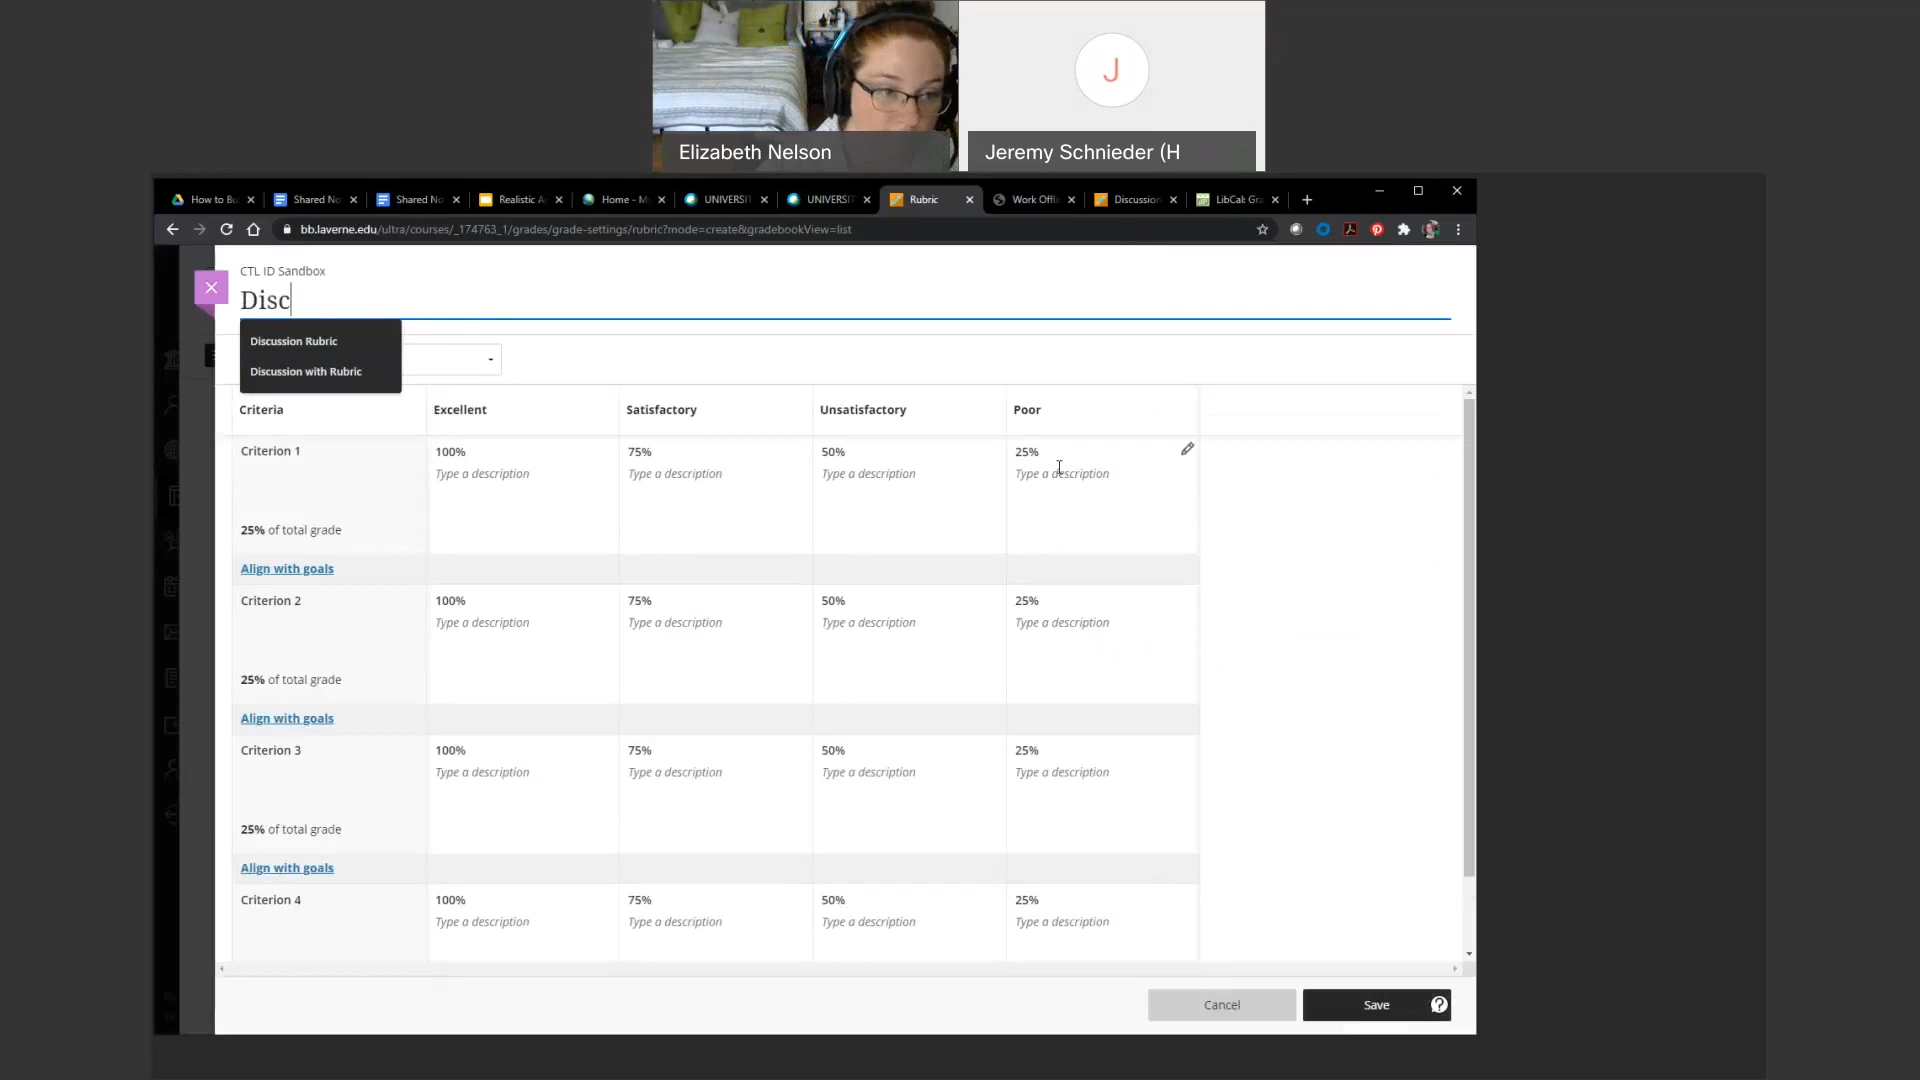 J
Elizabeth Nelson
Jeremy Schnieder (H
How to Bu
Shared No
Shared No
Realistic A
Home - M
UNIVERSIT
UNIVERSIT
Rubric
Work Offli
Discussion
LibCal: Gra
bb.laverne.edu/ultra/courses/_174763_1/grades/grade-settings/rubric?mode=create&gradebookView=list
CTL ID Sandbox
Disc
Discussion Rubric
Discussion with Rubric
Criteria Excellent Satisfactory Unsatisfactory Poor
Criterion 1 100% 75% 50% 25%
Type a description Type a description Type a description Type a description
25% of total grade
Align with goals
Criterion 2 100% 75% 50% 25%
Type a description Type a description Type a description Type a description
25% of total grade
Align with goals
Criterion 3 100% 75% 50% 25%
Type a description Type a description Type a description Type a description
25% of total grade
Align with goals
Criterion 4 100% 75% 50% 25%
Type a description Type a description Type a description Type a description
Cancel Save ?